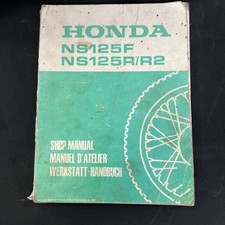 HONDA
NS125F
NS125R/R2
SHOP MANUAL
MANUEL D'ATELIER
WERKSTATT-HANDBUCH